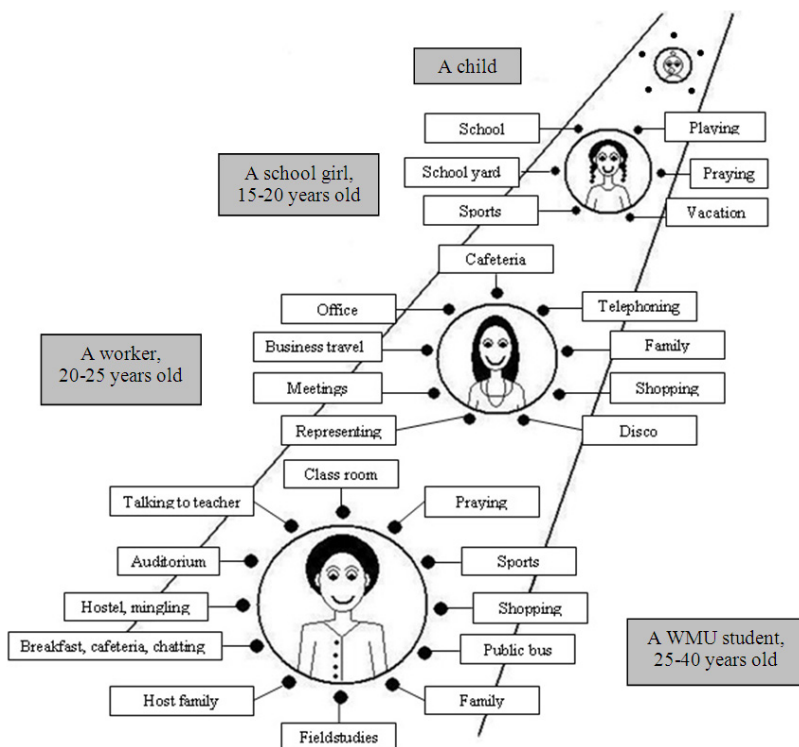 A child
School
Playing
A school girl,
15-20 years old
School yard
Praying
Sports
Vacation
Cafeteria
Office
Telephoning
A worker,
20-25 years old
Business travel
Family
Meetings
Shopping
Representing
Disco
Class room
Talking to teacher
Praying
Auditorium
Sports
Hostel, mingling
Shopping
Breakfast, cafeteria, chatting
Public bus
A WMU student,
25-40 years old
Host family
Family
Fieldstudies